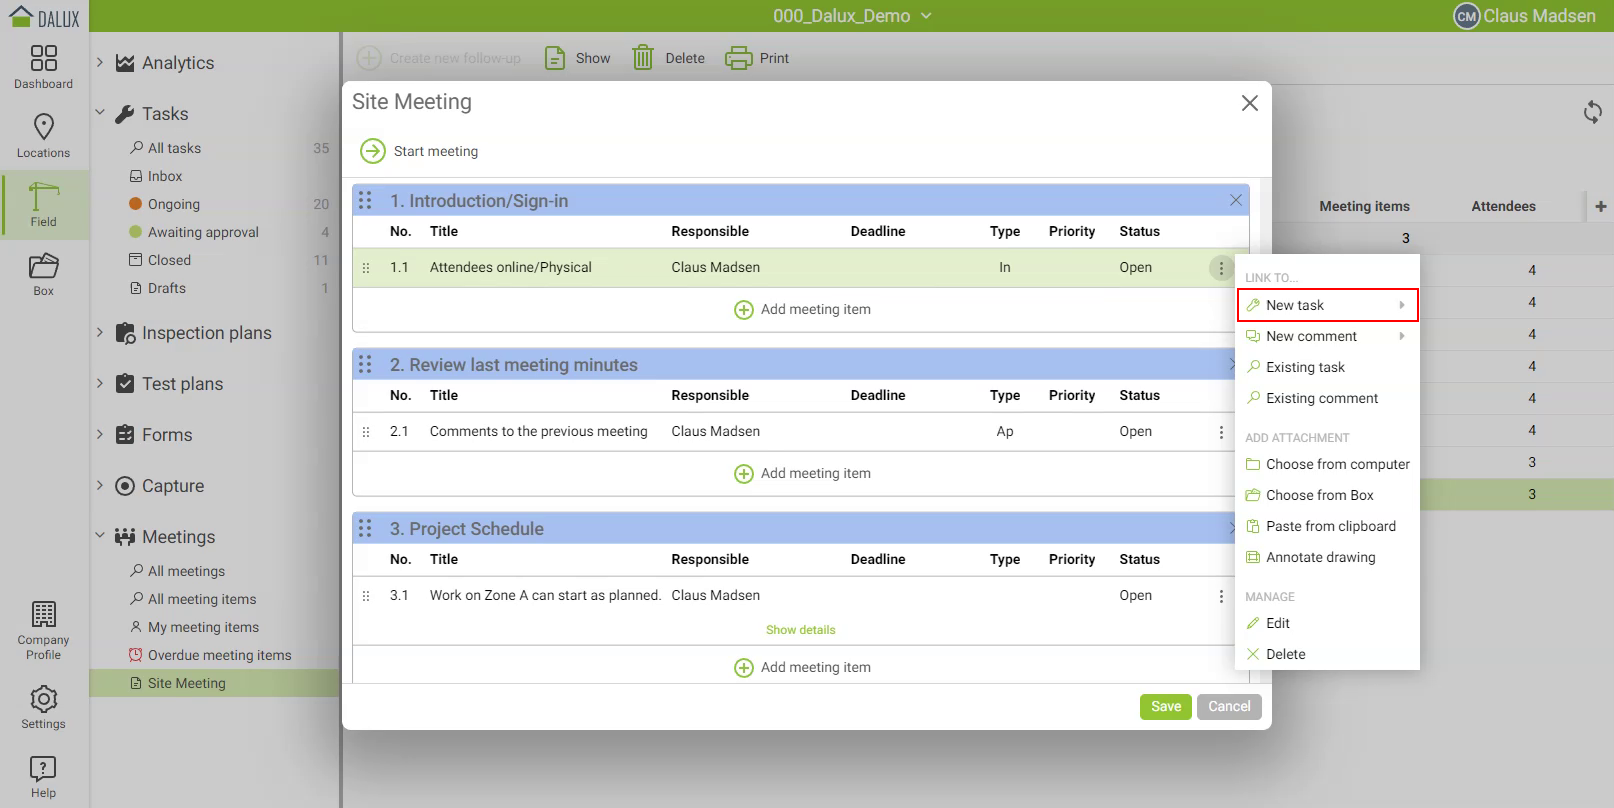 DALUX
000_Dalux_Demo
CM Claus Madsen
Dashboard
Locations
Field
Box
Company
Profile
Settings
Help
Analytics
Tasks
All tasks 35
Inbox
Ongoing 20
Awaiting approval 4
Closed 11
Drafts 1
Inspection plans
Test plans
Forms
Capture
Meetings
All meetings
All meeting items
My meeting items
Overdue meeting items
Site Meeting
Create new follow-up Show Delete Print
Site Meeting
Start meeting
1. Introduction/Sign-in
No. Title Responsible Deadline Type Priority Status
1.1 Attendees online/Physical Claus Madsen In Open
Add meeting item
2. Review last meeting minutes
No. Title Responsible Deadline Type Priority Status
2.1 Comments to the previous meeting Claus Madsen Ap Open
Add meeting item
3. Project Schedule
No. Title Responsible Deadline Type Priority Status
3.1 Work on Zone A can start as planned. Claus Madsen Open
Show details
Add meeting item
Save Cancel
LINK TO...
New task
New comment
Existing task
Existing comment
ADD ATTACHMENT
Choose from computer
Choose from Box
Paste from clipboard
Annotate drawing
MANAGE
Edit
Delete
Meeting items Attendees
3
4
4
4
4
4
4
3
3